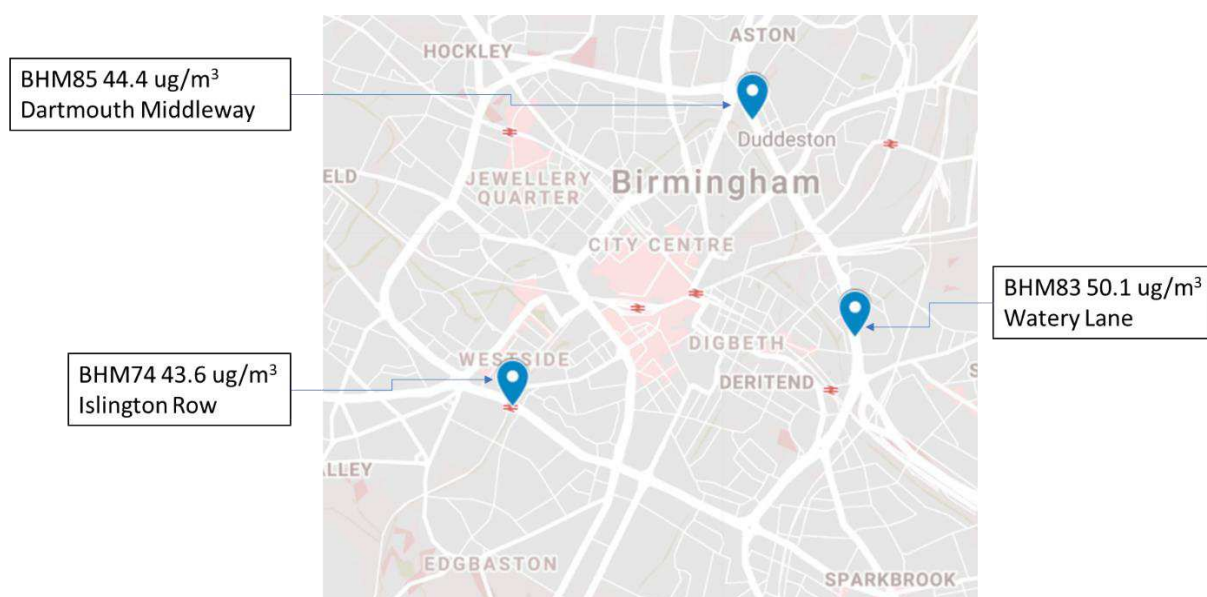 BHM85 44.4 ug/m³
Dartmouth Middleway
HOCKLEY
ASTON
Duddeston
JEWELLERY
QUARTER
Birmingham
ELD
CITY CENTRE
BHM83 50.1 ug/m³
Watery Lane
DIGBETH
WESTSIDE
DERITEND
S
BHM74 43.6 ug/m³
Islington Row
ALLEY
EDGBASTON
SPARKBROOK